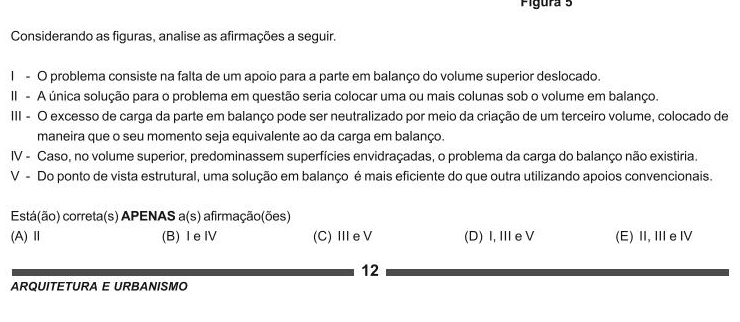 Figura 5
Considerando as figuras, analise as afirmações a seguir.
I - O problema consiste na falta de um apoio para a parte em balanço do volume superior deslocado.
II - A única solução para o problema em questão seria colocar uma ou mais colunas sob o volume em balanço.
III - O excesso de carga da parte em balanço pode ser neutralizado por meio da criação de um terceiro volume, colocado de
maneira que o seu momento seja equivalente ao da carga em balanço.
IV - Caso, no volume superior, predominassem superfícies envidraçadas, o problema da carga do balanço não existiria.
V - Do ponto de vista estrutural, uma solução em balanço é mais eficiente do que outra utilizando apoios convencionais.
Está(ão) correta(s) APENAS a(s) afirmação(ões)
(A) II (B) I e IV (C) III e V (D) I, III e V (E) II, III e IV
12
ARQUITETURA E URBANISMO